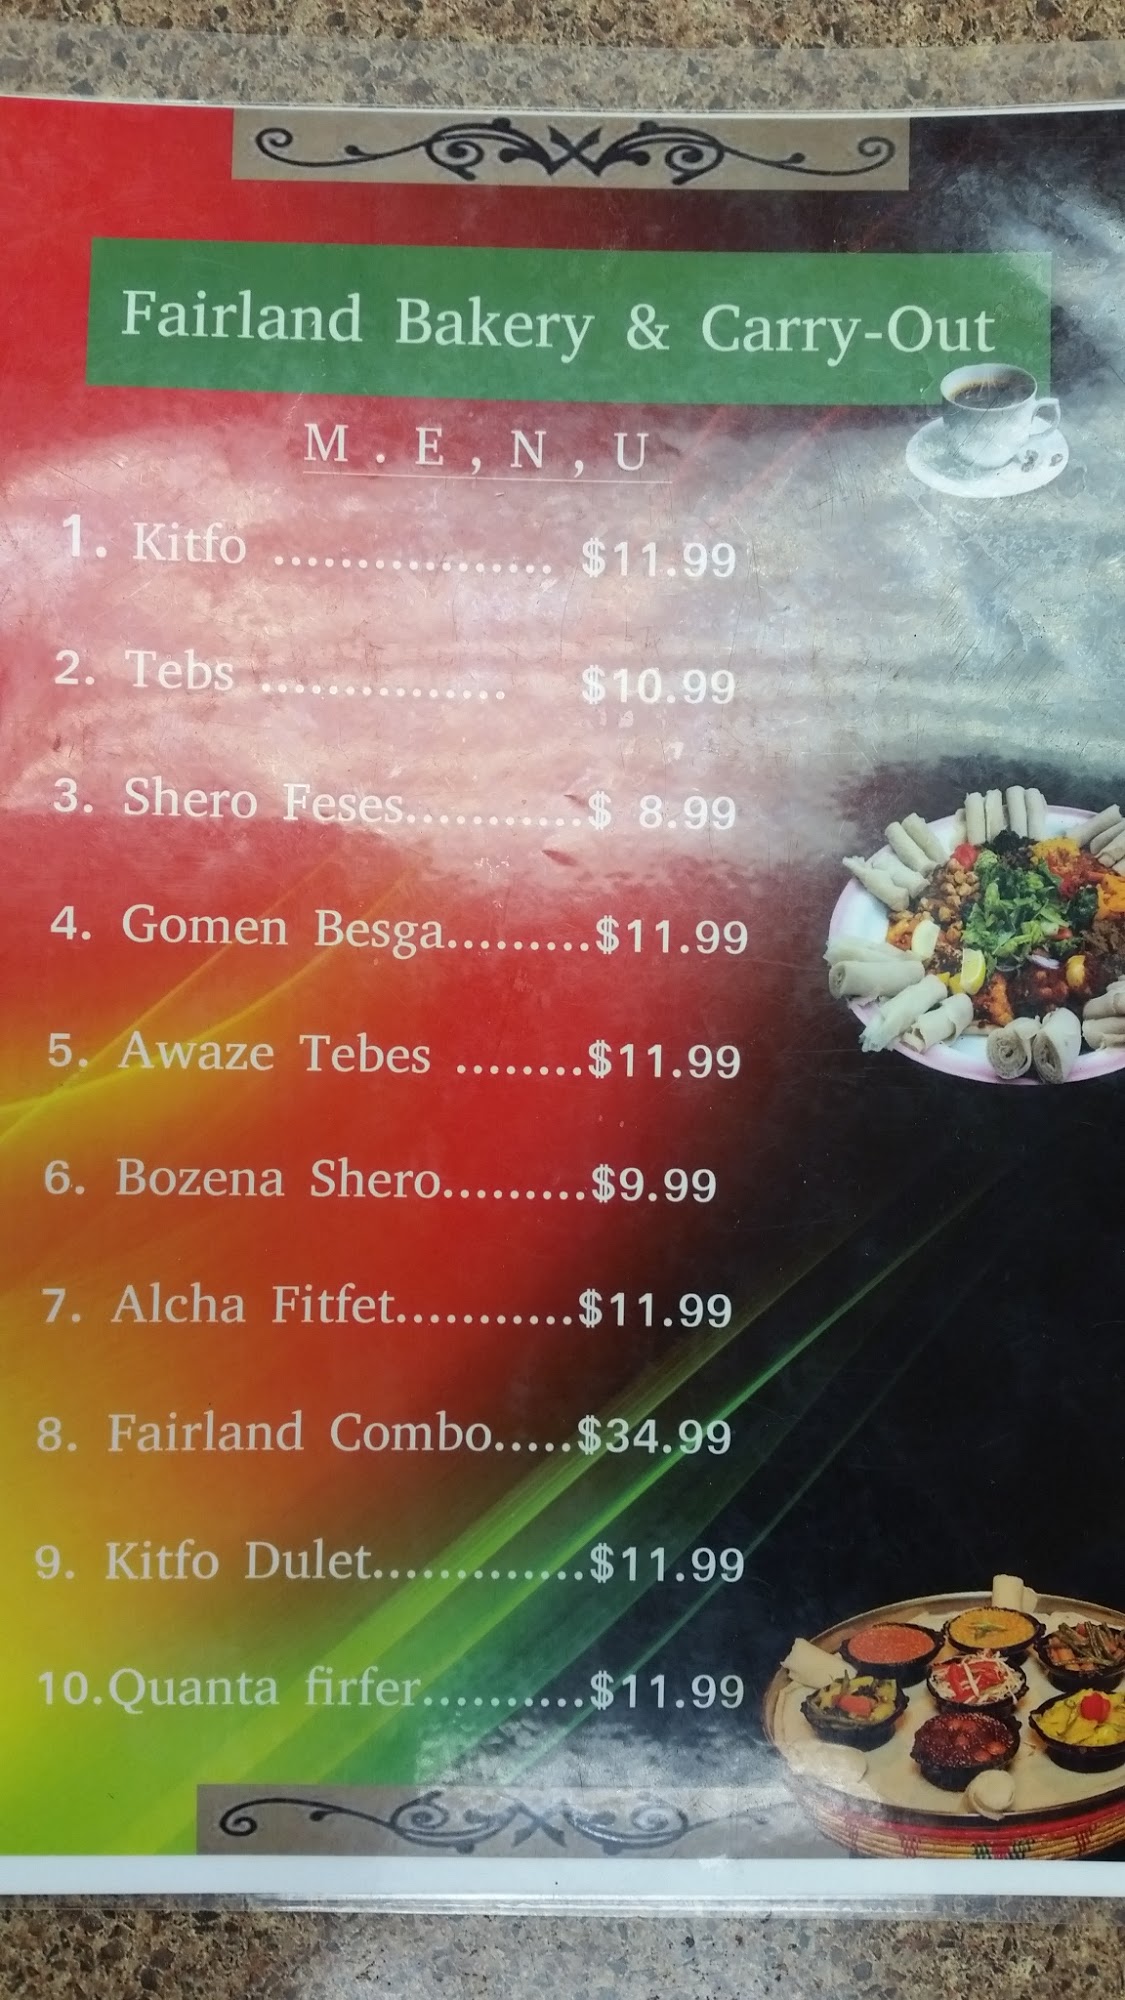 Fairland Bakery & Carry-Out
M . E , N , U
1. Kitfo ................. $11.99
2. Tebs ............... $10.99
3. Shero Feses...........$ 8.99
4. Gomen Besga.........$11.99
5. Awaze Tebes ........$11.99
6. Bozena Shero.........$9.99
7. Alcha Fitfet...........$11.99
8. Fairland Combo.....$34.99
9. Kitfo Dulet.............$11.99
10.Quanta firfer..........$11.99